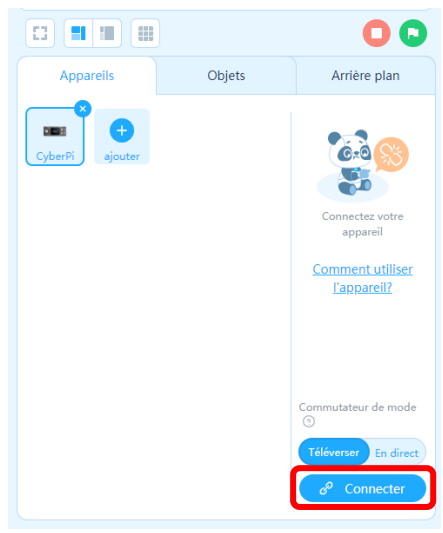 Appareils
Objets
Arrière plan
CyberPi
ajouter
Connectez votre
appareil
Comment utiliser
l'appareil?
Commutateur de mode
?
Téléverser
En direct
Connecter